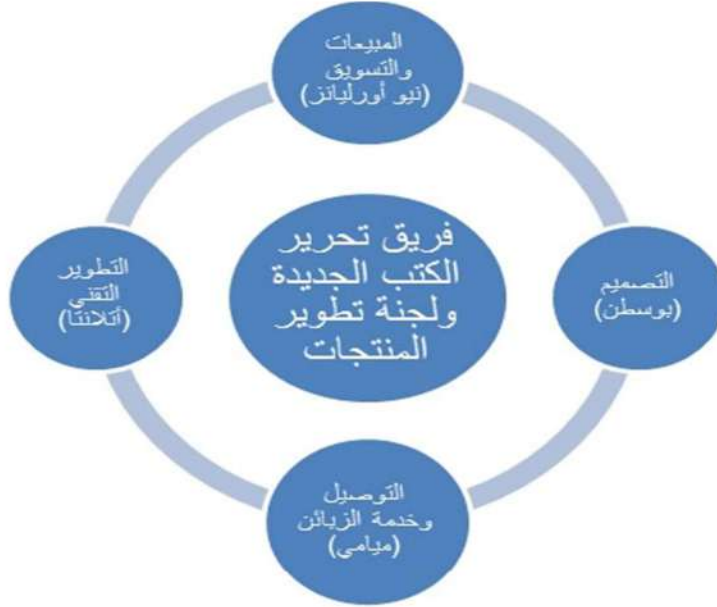 المبيعات
والتسويق
(نيو أورليانز)
فريق تحرير
الكتب الجديدة
ولجنة تطوير
المنتجات
التصميم
(بوسطن)
التطوير
التقني
(أتلانتا)
التوصيل
وخدمة الزبائن
(ميامي)